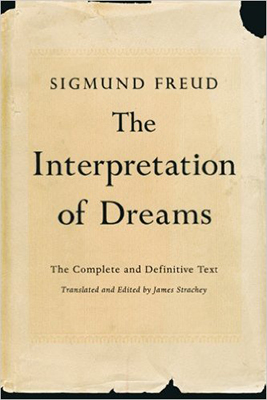 SIGMUND FREUD
The
Interpretation
of Dreams
The Complete and Definitive Text
Translated and Edited by James Strachey